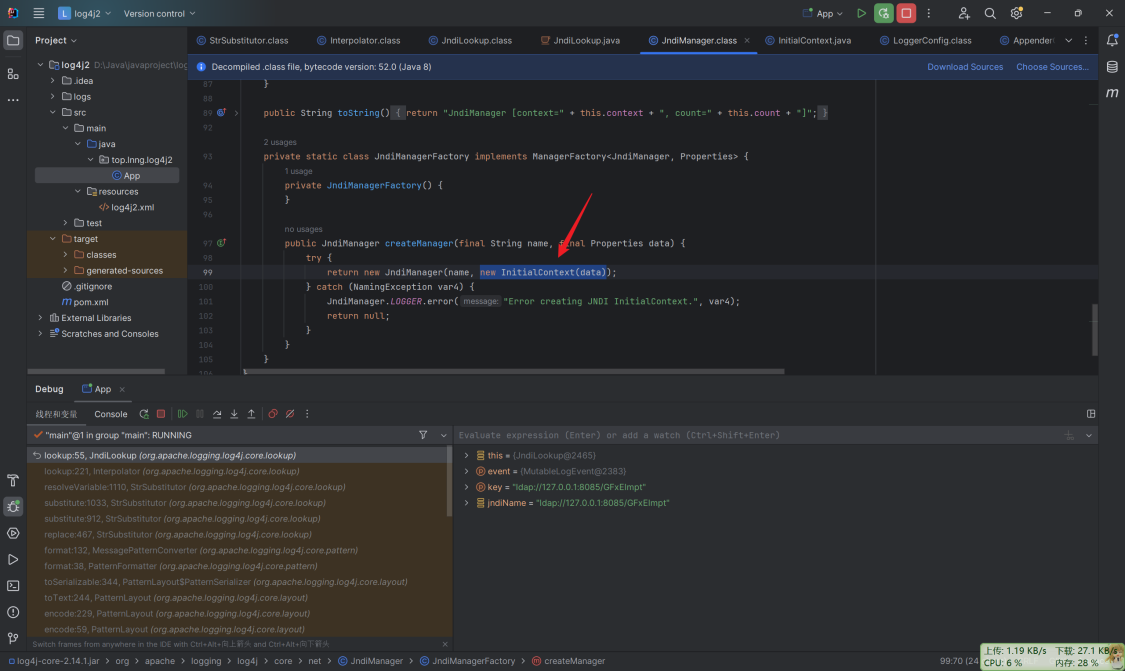 L log4j2 Version control App
StrSubstitutor.class Interpolator.class JndiLookup.class JndiLookup.java JndiManager.class InitialContext.java LoggerConfig.class Appender
Project
Decompiled .class file, bytecode version: 52.0 (Java 8) Download Sources Choose Sources...
log4j2 D:\Java\javaproject\log
.idea
logs
src
main
java
top.lnng.log4j2
App
resources
log4j2.xml
test
target
classes
generated-sources
.gitignore
pom.xml
External Libraries
Scratches and Consoles
87 }
88
89 public String toString() { return "JndiManager [context=" + this.context + ", count=" + this.count + "]"; }
92
2 usages
93 private static class JndiManagerFactory implements ManagerFactory<JndiManager, Properties> {
1 usage
94 private JndiManagerFactory() {
95 }
96
no usages
97 public JndiManager createManager(final String name, final Properties data) {
98 try {
99 return new JndiManager(name, new InitialContext(data));
100 } catch (NamingException var4) {
101 JndiManager.LOGGER.error( message: "Error creating JNDI InitialContext.", var4);
102 return null;
103 }
104 }
105 }
106 }
Debug App
线程和变量 Console
"main"@1 in group "main": RUNNING
Evaluate expression (Enter) or add a watch (Ctrl+Shift+Enter)
lookup:55, JndiLookup (org.apache.logging.log4j.core.lookup)
lookup:221, Interpolator (org.apache.logging.log4j.core.lookup)
resolveVariable:1110, StrSubstitutor (org.apache.logging.log4j.core.lookup)
substitute:1033, StrSubstitutor (org.apache.logging.log4j.core.lookup)
substitute:912, StrSubstitutor (org.apache.logging.log4j.core.lookup)
replace:467, StrSubstitutor (org.apache.logging.log4j.core.lookup)
format:132, MessagePatternConverter (org.apache.logging.log4j.core.pattern)
format:38, PatternFormatter (org.apache.logging.log4j.core.pattern)
toSerializable:344, PatternLayout$PatternSerializer (org.apache.logging.log4j.core.layout)
toText:244, PatternLayout (org.apache.logging.log4j.core.layout)
encode:229, PatternLayout (org.apache.logging.log4j.core.layout)
encode:59, PatternLayout (org.apache.logging.log4j.core.layout)
this = {JndiLookup@2465}
event = {MutableLogEvent@2383}
key = "ldap://127.0.0.1:8085/GFxEImpt"
jndiName = "ldap://127.0.0.1:8085/GFxEImpt"
Switch frames from anywhere in the IDE with Ctrl+Alt+向上箭头 and Ctrl+Alt+向下箭头
log4j-core-2.14.1.jar > org > apache > logging > log4j > core > net > JndiManager > JndiManagerFactory > createManager
99:70 (24
上传: 1.19 KB/s 下载: 27.1 KB/s
CPU: 6 % 内存: 28 %